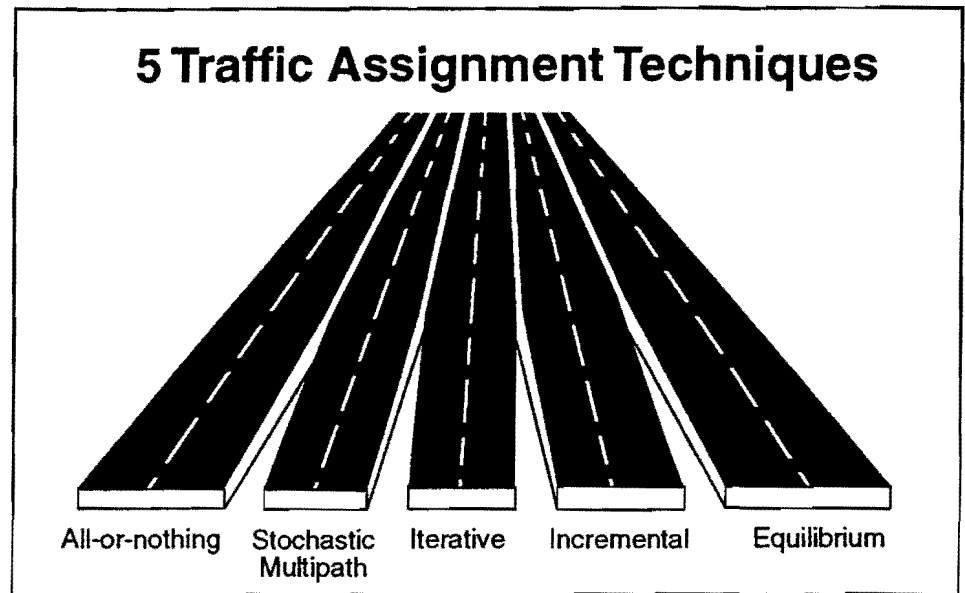 5 Traffic Assignment Techniques
All-or-nothing
Stochastic
Multipath
Iterative
Incremental
Equilibrium